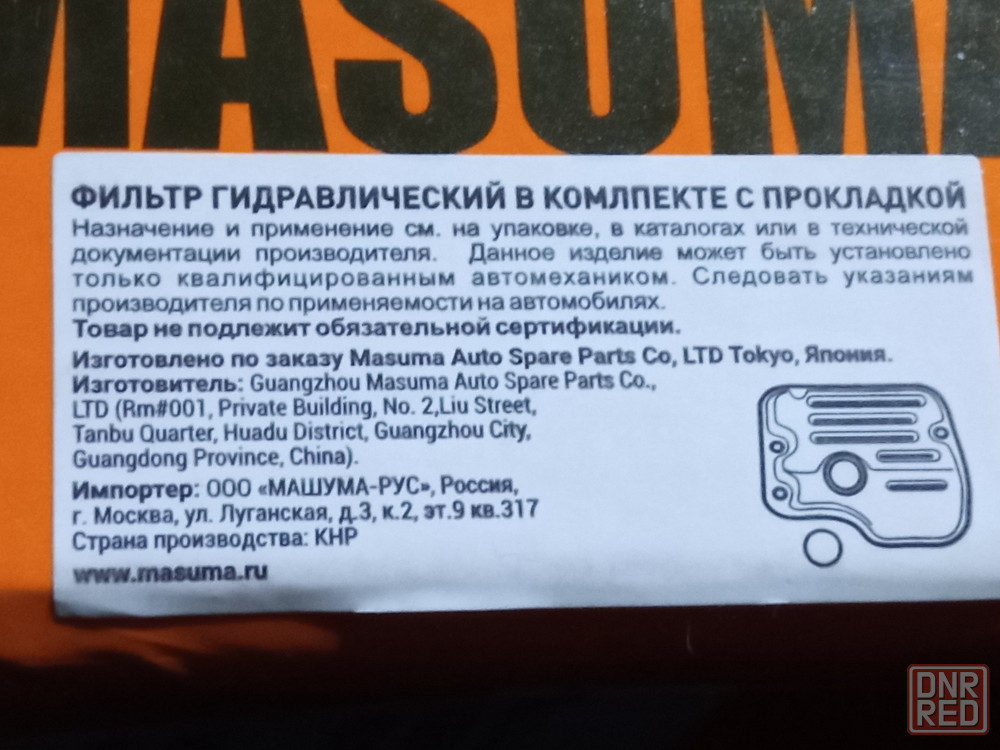 MASUMA
ФИЛЬТР ГИДРАВЛИЧЕСКИЙ В КОМЛПЕКТЕ С ПРОКЛАДКОЙ
Назначение и применение см. на упаковке, в каталогах или в технической
документации производителя. Данное изделие может быть установлено
только квалифицированным автомехаником. Следовать указаниям
производителя по применяемости на автомобилях.
Товар не подлежит обязательной сертификации.
Изготовлено по заказу Masuma Auto Spare Parts Co, LTD Tokyo, Япония.
Изготовитель: Guangzhou Masuma Auto Spare Parts Co.,
LTD (Rm#001, Private Building, No. 2,Liu Street,
Tanbu Quarter, Huadu District, Guangzhou City,
Guangdong Province, China).
Импортер: ООО «МАШУМА-РУС», Россия,
г. Москва, ул. Луганская, д.3, к.2, эт.9 кв.317
Страна производства: КНР
www.masuma.ru
DNR
RED